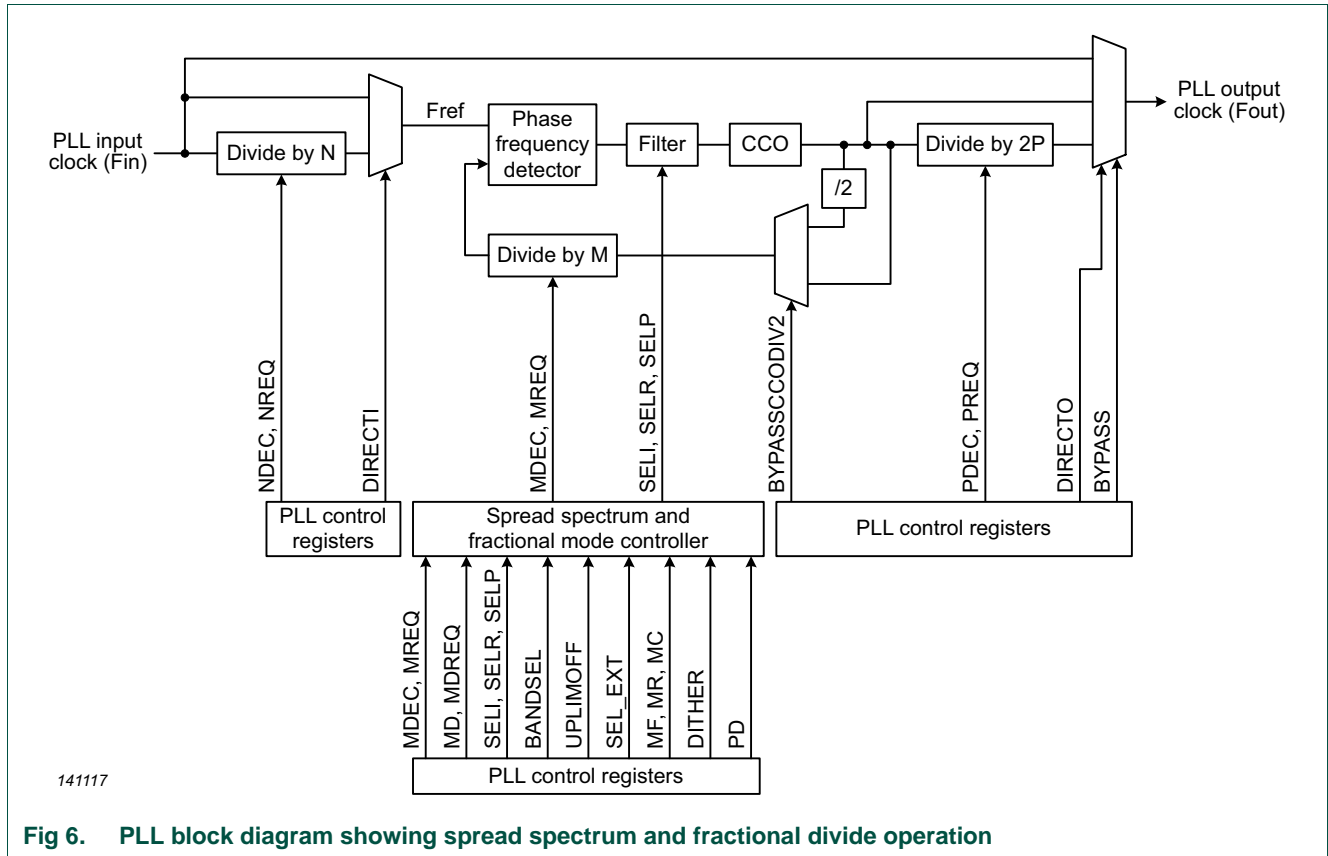 PLL input
clock (Fin)
Divide by N
Fref
Phase
frequency
detector
Filter
CCO
Divide by 2P
PLL output
clock (Fout)
/2
Divide by M
NDEC, NREQ
DIRECTI
MDEC, MREQ
SELI, SELR, SELP
BYPASSCCODIV2
PDEC, PREQ
DIRECTO
BYPASS
PLL control
registers
Spread spectrum and
fractional mode controller
PLL control registers
MDEC, MREQ
MD, MDREQ
SELI, SELR, SELP
BANDSEL
UPLIMOFF
SEL_EXT
MF, MR, MC
DITHER
PD
PLL control registers
141117
Fig 6. PLL block diagram showing spread spectrum and fractional divide operation